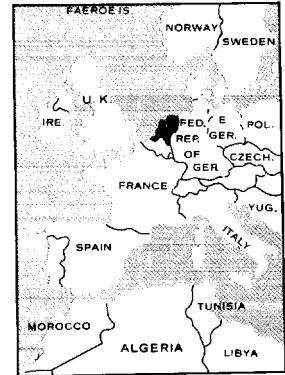 FAEROE IS.
NORWAY
SWEDEN
U. K.
IRE.
FED.
REP.
OF
GER.
E
GER.
POL.
CZECH.
FRANCE
YUG.
ITALY
SPAIN
TUNISIA
MOROCCO
ALGERIA
LIBYA